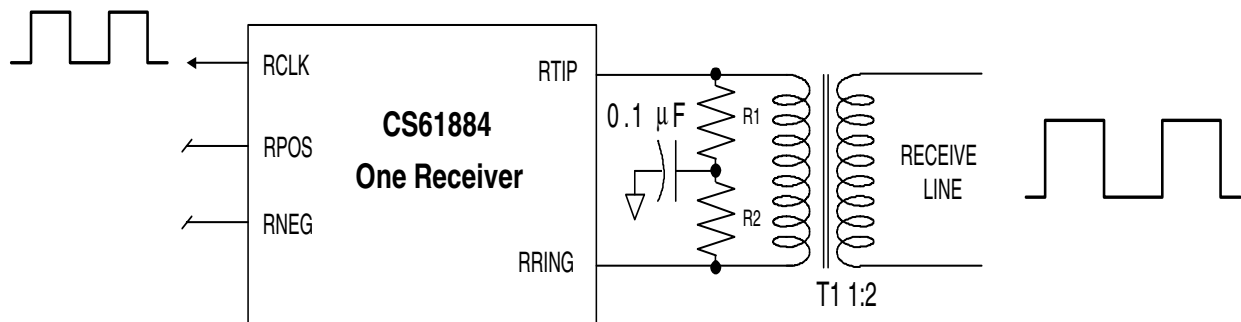 RCLK
RPOS
RNEG
CS61884
One Receiver
RTIP
RRING
0.1 μF
R1
R2
T1 1:2
RECEIVE
LINE